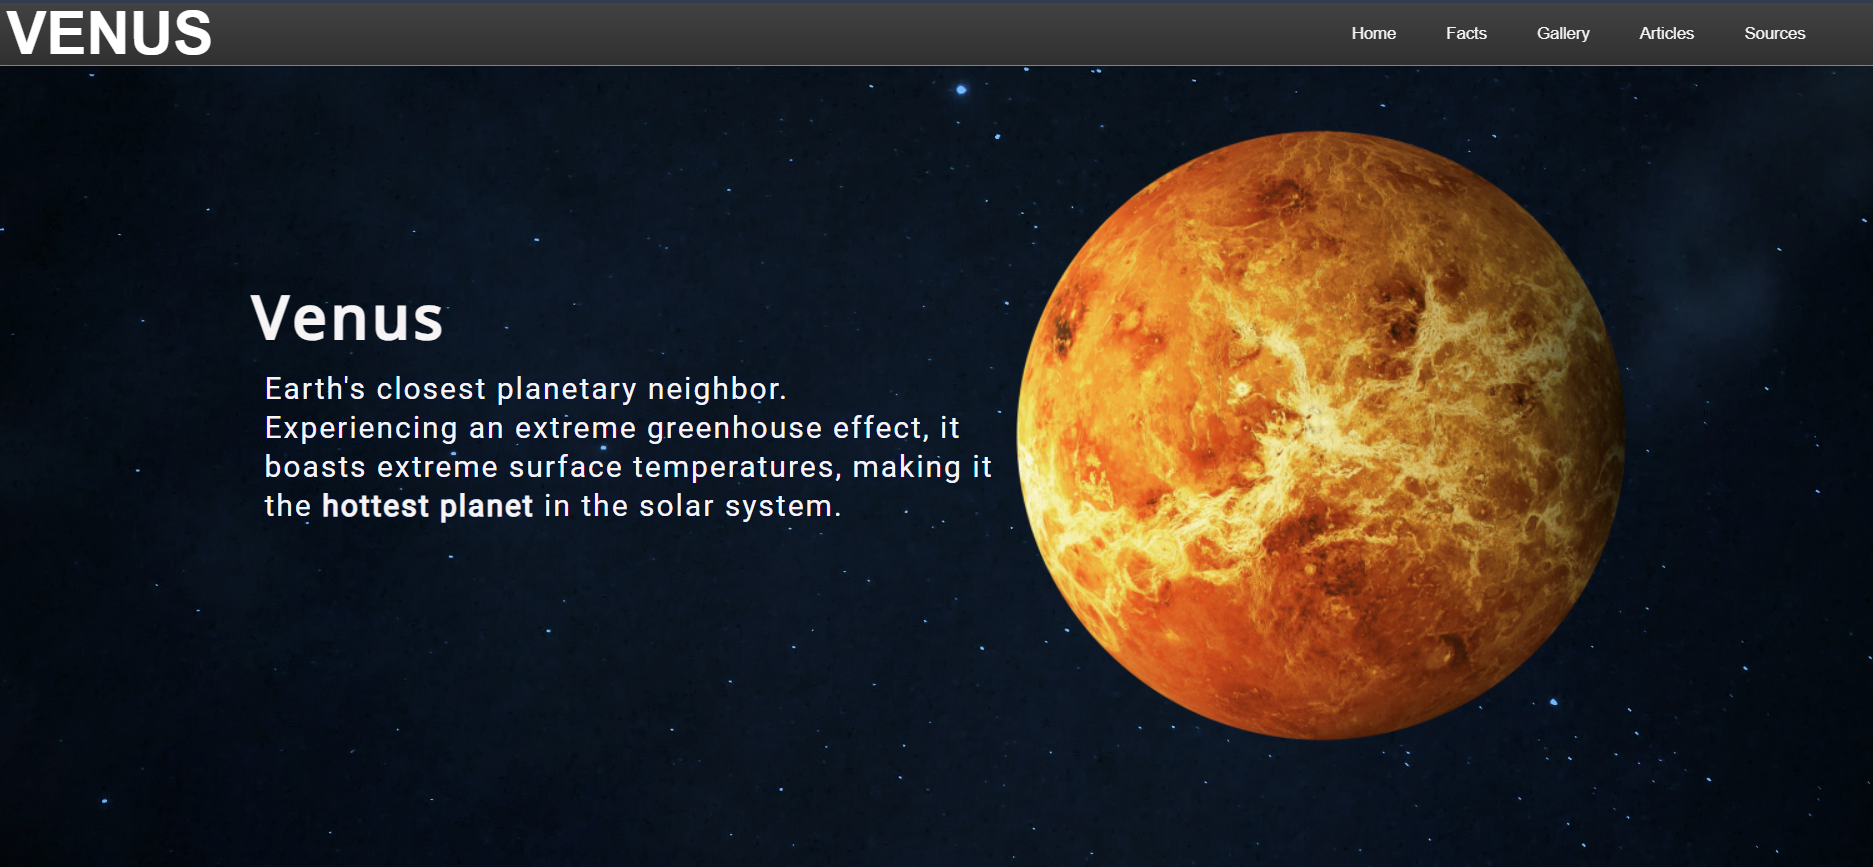 VENUS
Home Facts Gallery Articles Sources
Venus
Earth's closest planetary neighbor.
Experiencing an extreme greenhouse effect, it
boasts extreme surface temperatures, making it
the hottest planet in the solar system.